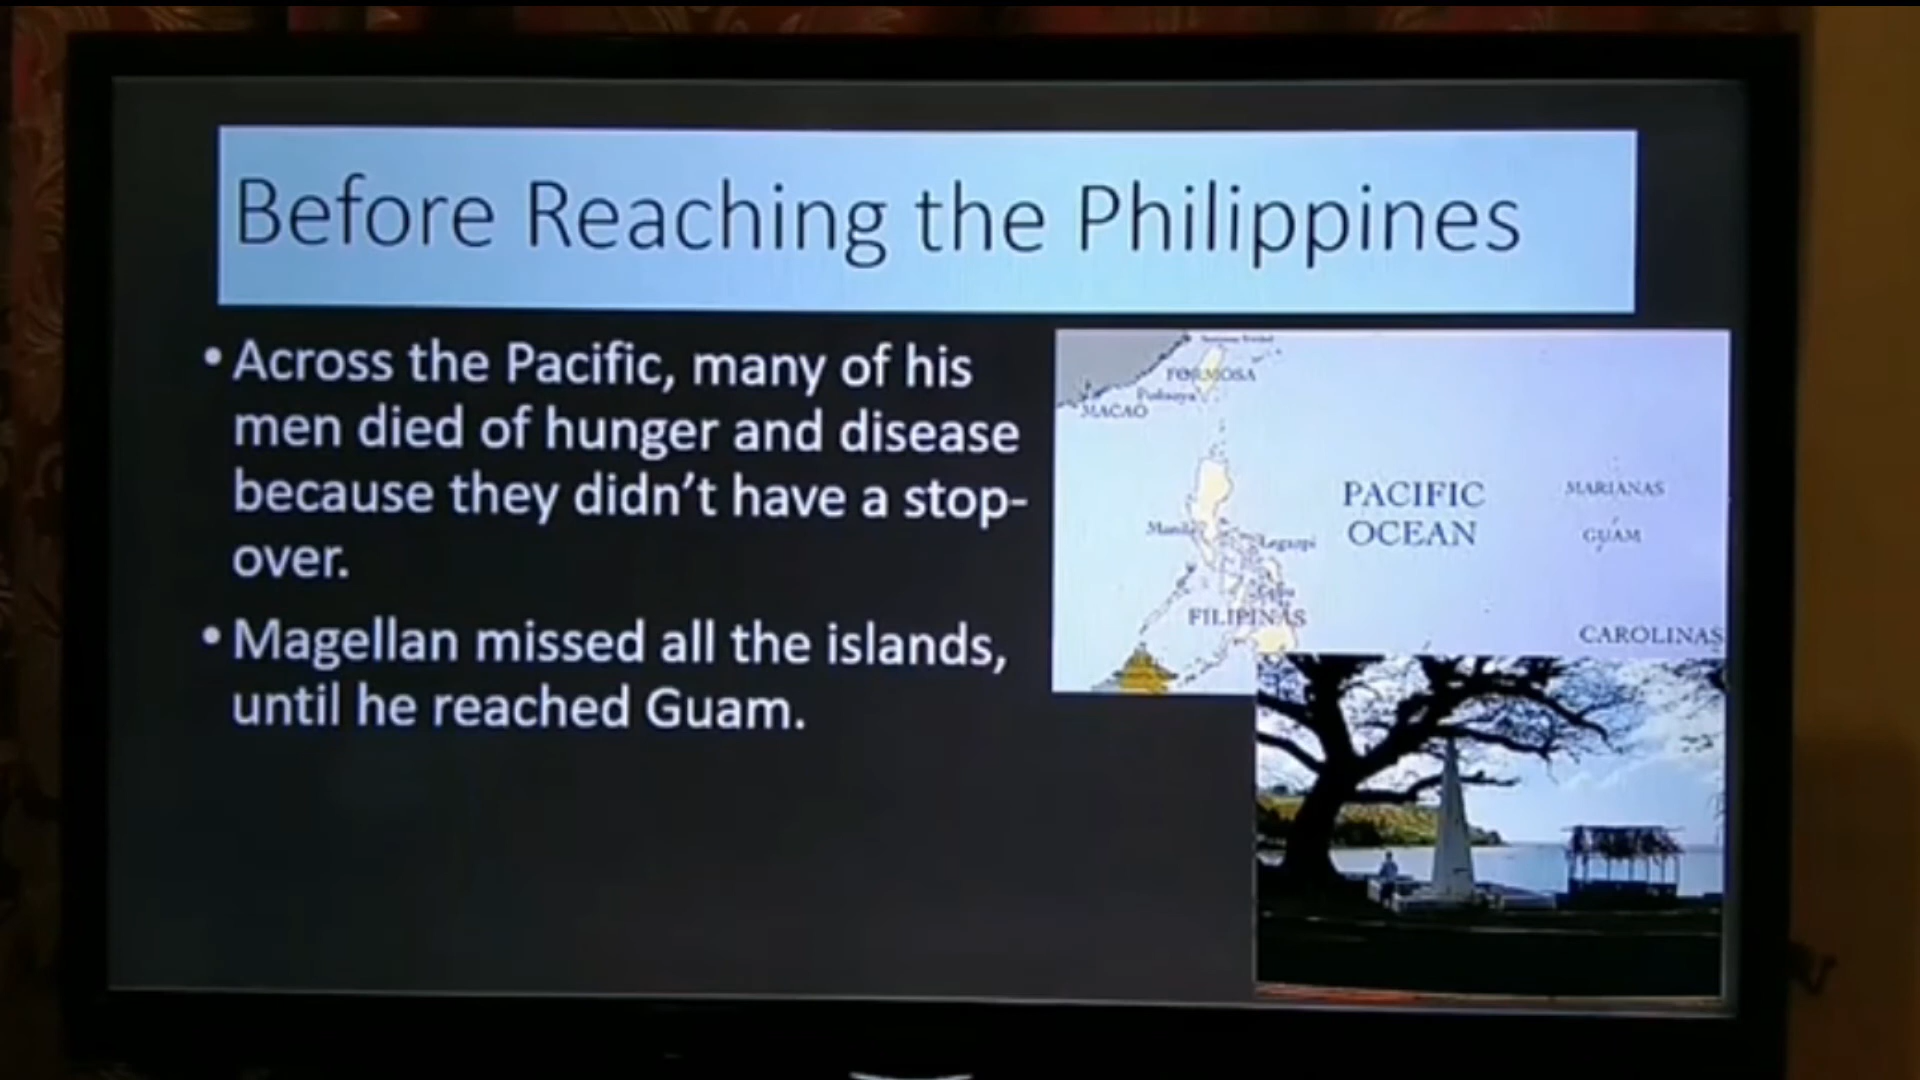 Before Reaching the Philippines
• Across the Pacific, many of his
men died of hunger and disease
because they didn't have a stop-
over.
• Magellan missed all the islands,
until he reached Guam.
FORMOSA
MACAO
PACIFIC
OCEAN
MARIANAS
GUAM
Manila
Legazpi
FILIPINAS
CAROLINAS